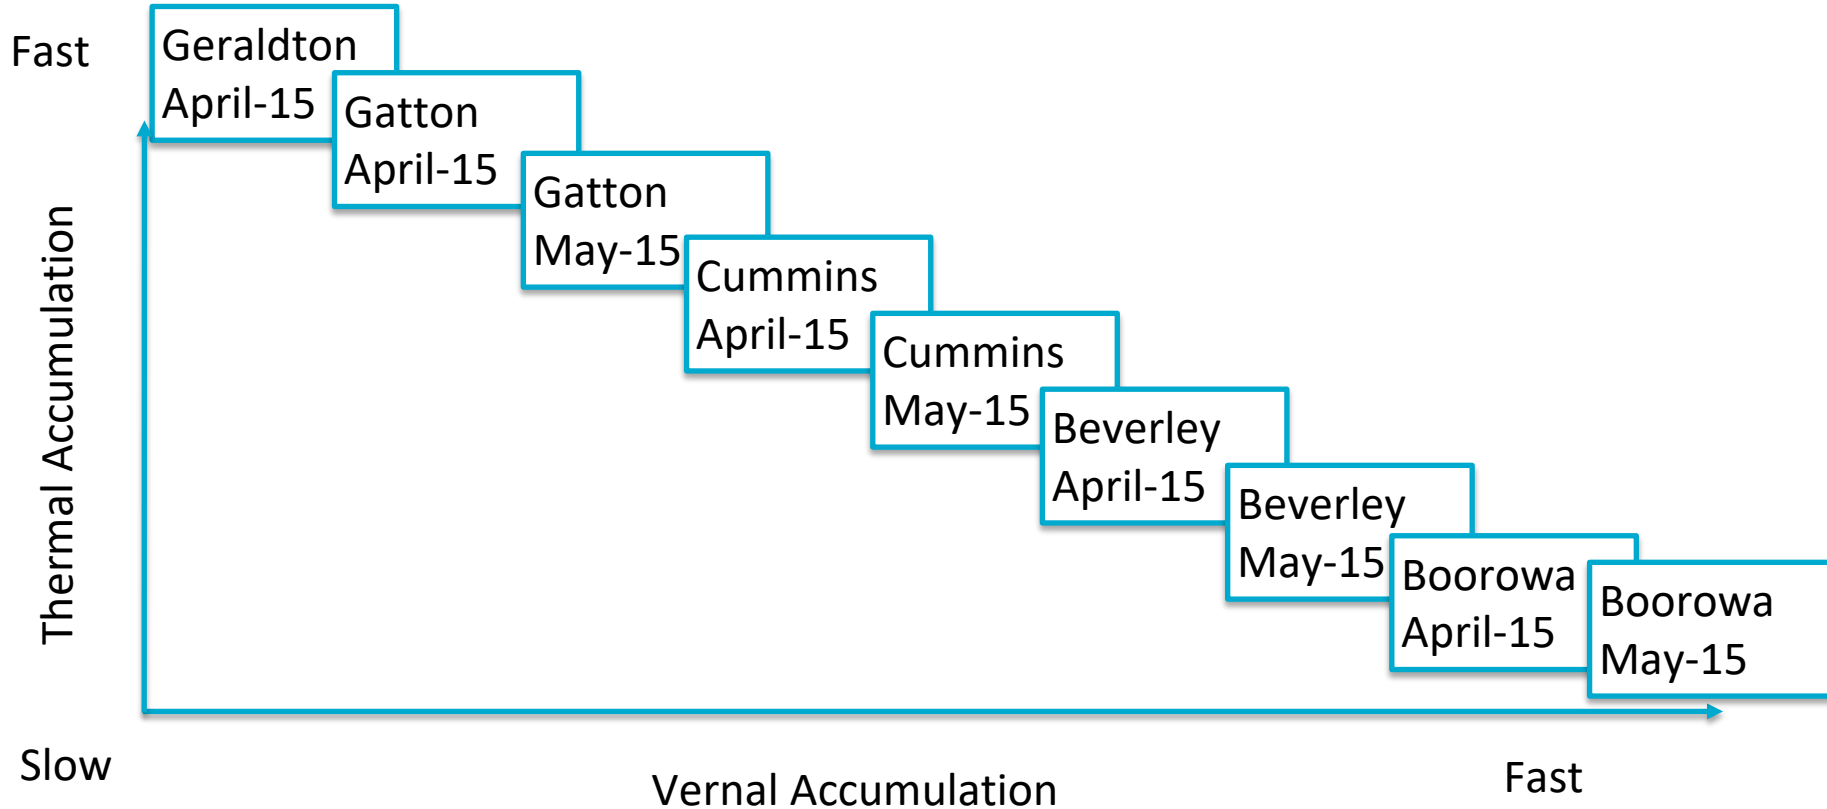 Fast
Geraldton
April-15
Gatton
April-15
Gatton
May-15
Cummins
April-15
Cummins
May-15
Beverley
April-15
Beverley
May-15
Boorowa
April-15
Boorowa
May-15
Thermal Accumulation
Slow
Vernal Accumulation
Fast